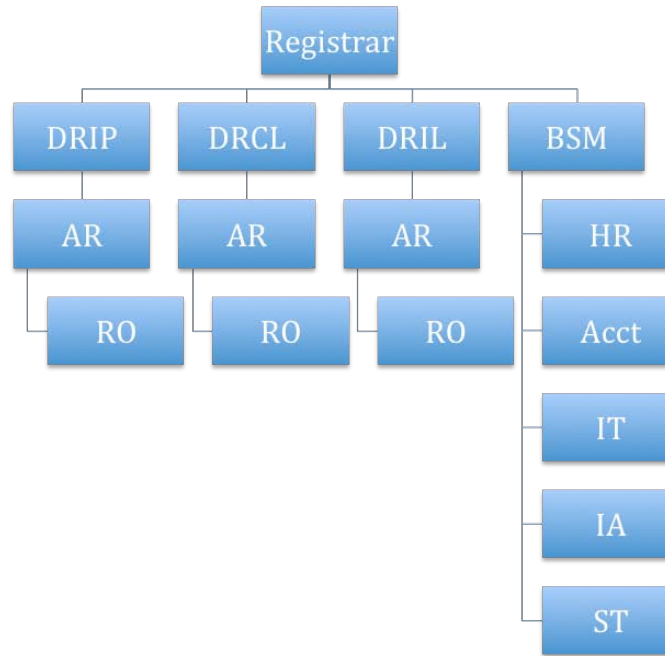 Registrar
DRIP
DRCL
DRIL
BSM
AR
AR
AR
HR
RO
RO
RO
Acct
IT
IA
ST